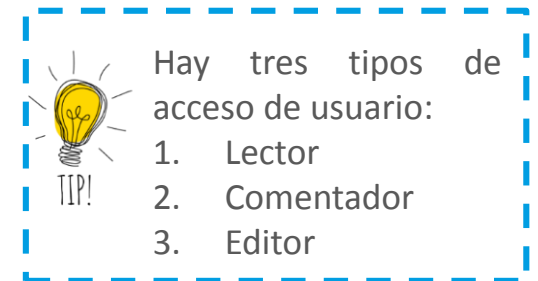 Hay tres tipos de
acceso de usuario:
1. Lector
2. Comentador
3. Editor
TIP!